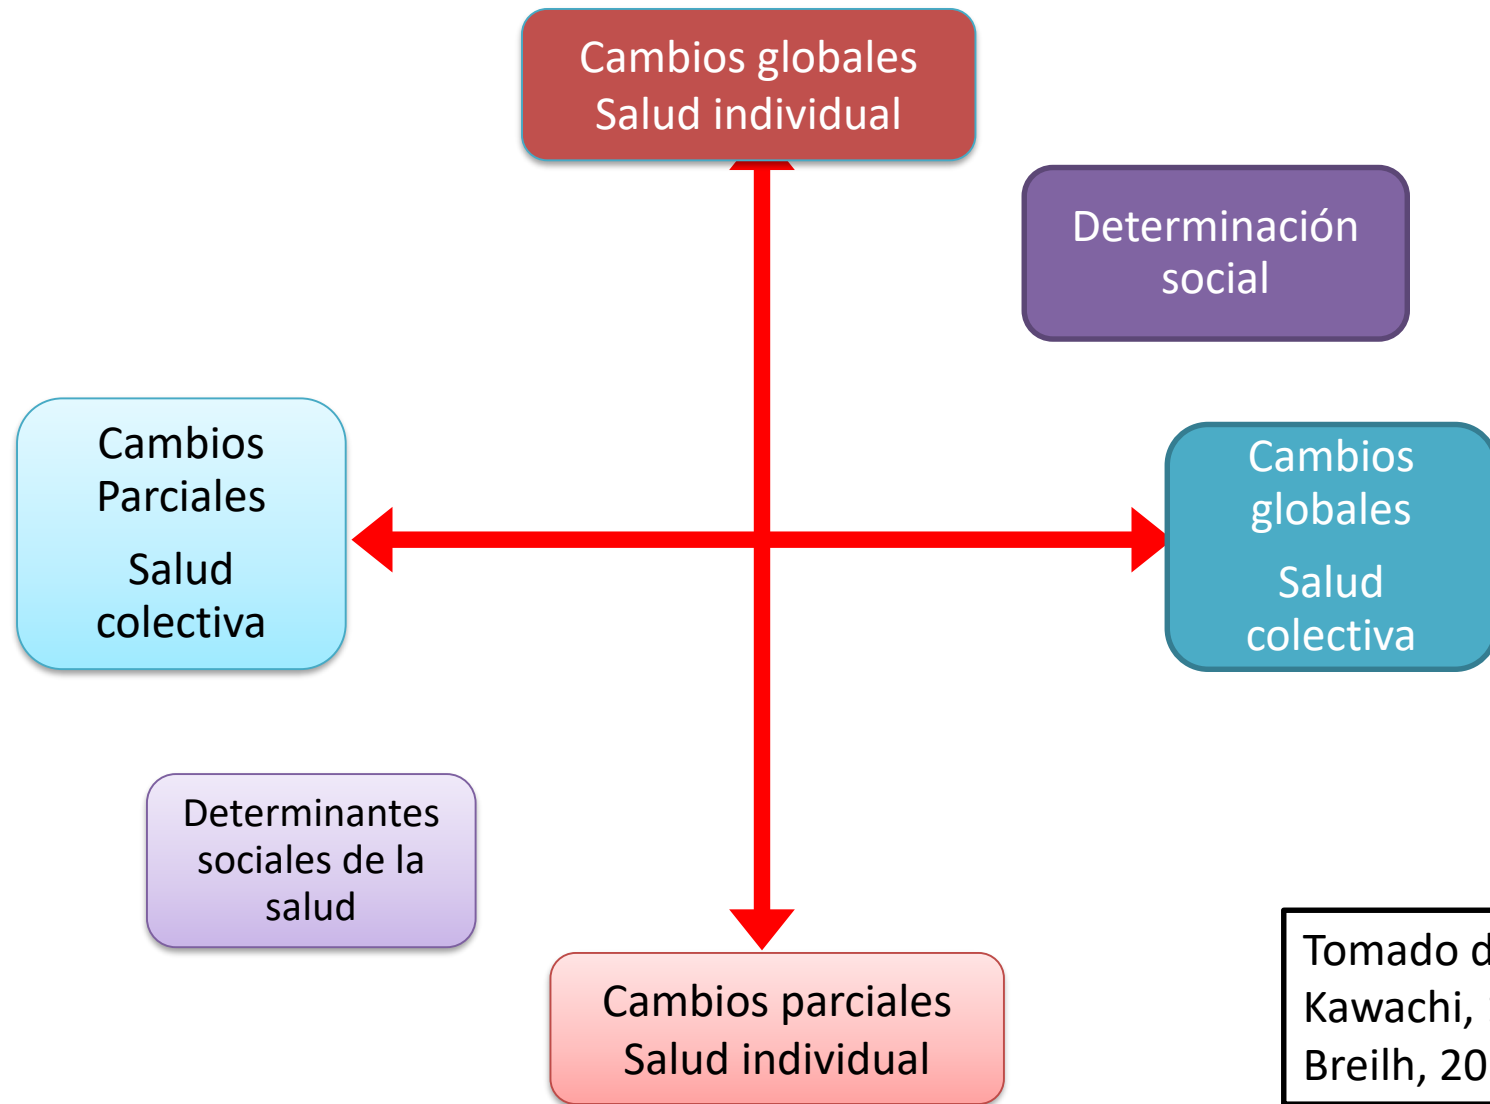 Cambios globales
Salud individual
Determinación
social
Cambios
Parciales
Salud
colectiva
Cambios
globales
Salud
colectiva
Determinantes
sociales de la
salud
Cambios parciales
Salud individual
Tomado
Kawachi,
Breilh, 20